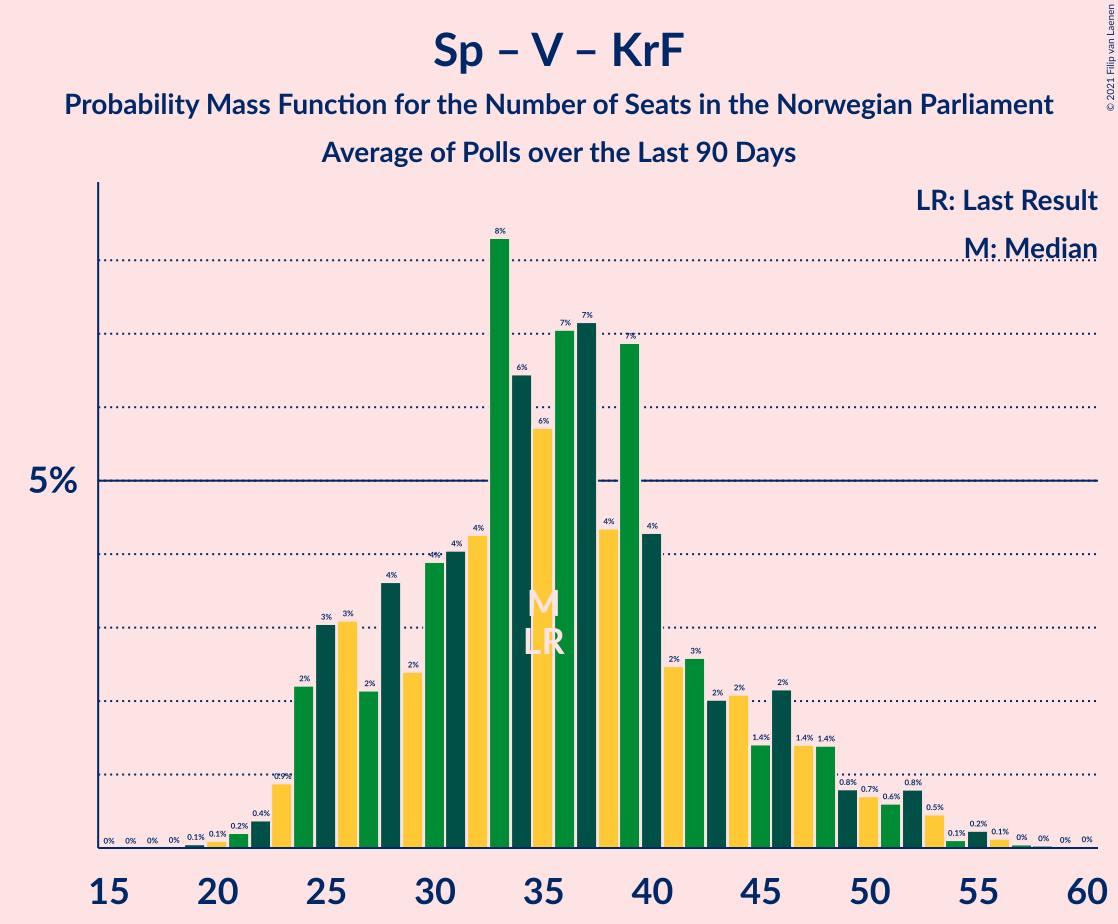 Sp – V – KrF
Probability Mass Function for the Number of Seats in the Norwegian Parliament
Average of Polls over the Last 90 Days
© 2021 Filip van Laenen
LR: Last Result
M: Median
5%
0% 0% 0% 0% 0.1% 0.1% 0.2% 0.4% 0.9% 2% 3% 3% 2% 4% 2% 4% 4% 4% 8% 6% 6% 7% 7% 4% 7% 4% 2% 3% 2% 2% 1.4% 2% 1.4% 1.4% 0.8% 0.7% 0.6% 0.8% 0.5% 0.1% 0.2% 0.1% 0% 0% 0% 0%
M
LR
15 20 25 30 35 40 45 50 55 60